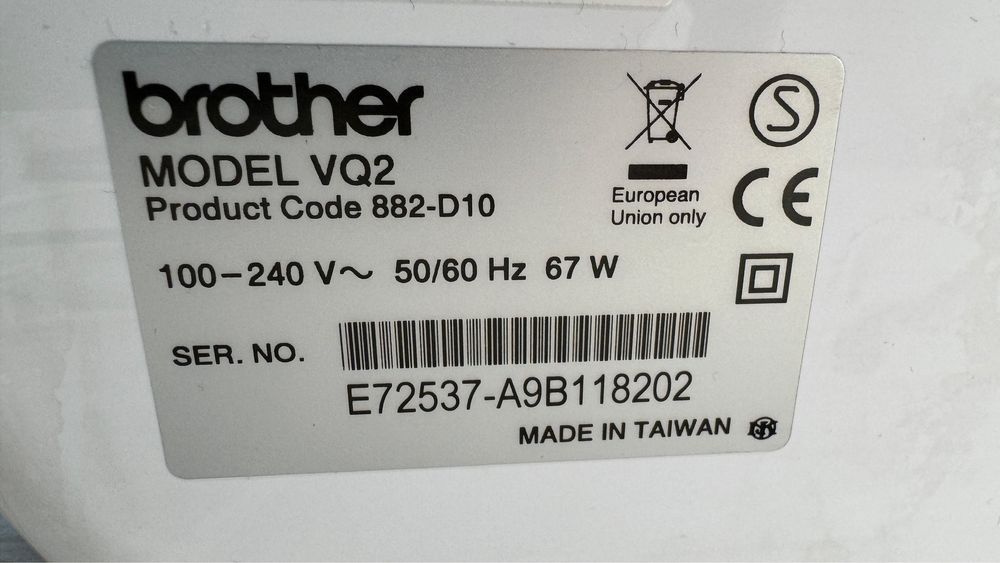 brother
MODEL VQ2
Product Code 882-D10
European
Union only
S
CE
100-240 V~ 50/60 Hz 67 W
SER. NO.
E72537-A9B118202
MADE IN TAIWAN